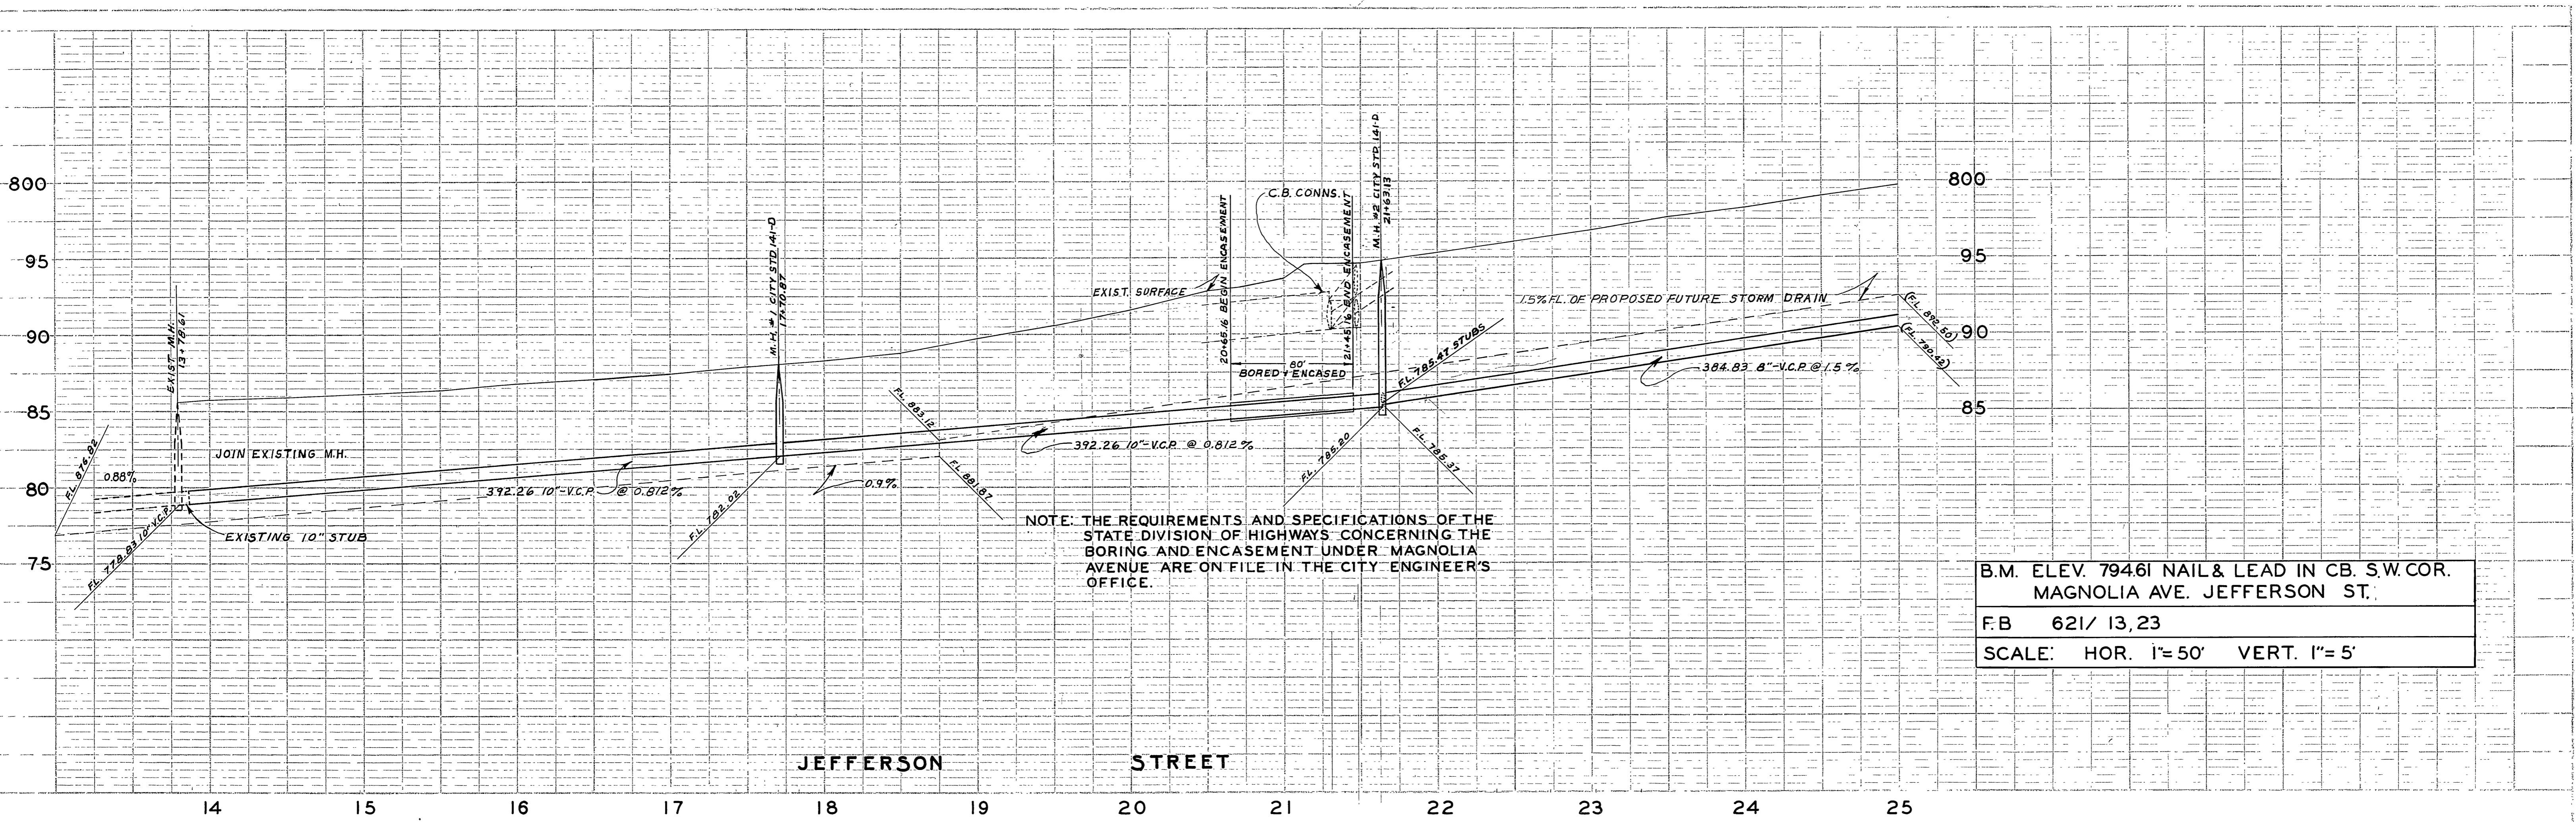 800
95
90
85
80
75
EXIST. M.H.
13+78.61
F.L. 876.82
0.88%
JOIN EXISTING M.H.
EXISTING 10" STUB
F.L. 778.83 10" V.C.P.
392.26 10"-V.C.P. @ 0.812%
M.H. #1 CITY STD. 141-D
17+70.87
F.L. 782.02
0.9%
F.L. 883.12
F.L. 881.87
392.26 10"-V.C.P. @ 0.812%
EXIST. SURFACE
20+65.16 BEGIN ENCASEMENT
C.B. CONNS.
21+45.16 END ENCASEMENT
80'
BORED & ENCASED
M.H. #2 CITY STD. 141-D
21+63.13
F.L. 785.47 STUBS
F.L. 785.20
F.L. 785.37
1.5% FL. OF PROPOSED FUTURE STORM DRAIN
384.83 8"-V.C.P. @ 1.5%
(F.L. 892.50)
(F.L. 790.42)
800
95
90
85
NOTE: THE REQUIREMENTS AND SPECIFICATIONS OF THE
STATE DIVISION OF HIGHWAYS CONCERNING THE
BORING AND ENCASEMENT UNDER MAGNOLIA
AVENUE ARE ON FILE IN THE CITY ENGINEER'S
OFFICE.
B.M. ELEV. 794.61 NAIL & LEAD IN CB. S.W. COR.
MAGNOLIA AVE. JEFFERSON ST.
F.B 621/ 13,23
SCALE: HOR. 1"=50' VERT. 1"=5'
JEFFERSON STREET
14 15 16 17 18 19 20 21 22 23 24 25